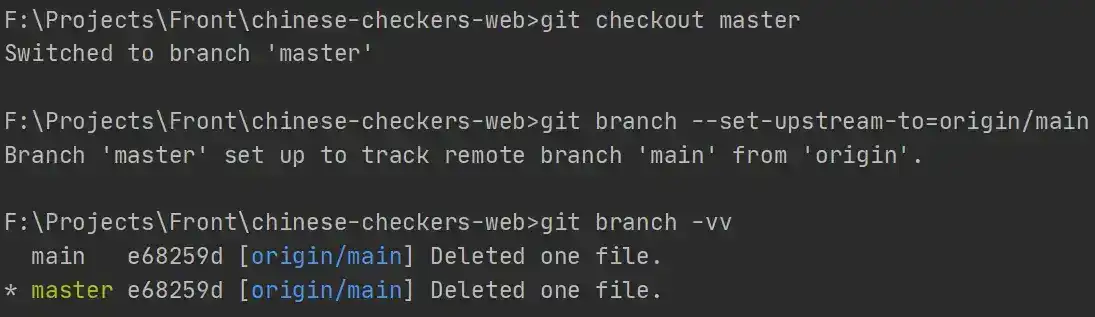 F:\Projects\Front\chinese-checkers-web>git checkout master
Switched to branch 'master'
F:\Projects\Front\chinese-checkers-web>git branch --set-upstream-to=origin/main
Branch 'master' set up to track remote branch 'main' from 'origin'.
F:\Projects\Front\chinese-checkers-web>git branch -vv
  main   e68259d [origin/main] Deleted one file.
* master e68259d [origin/main] Deleted one file.